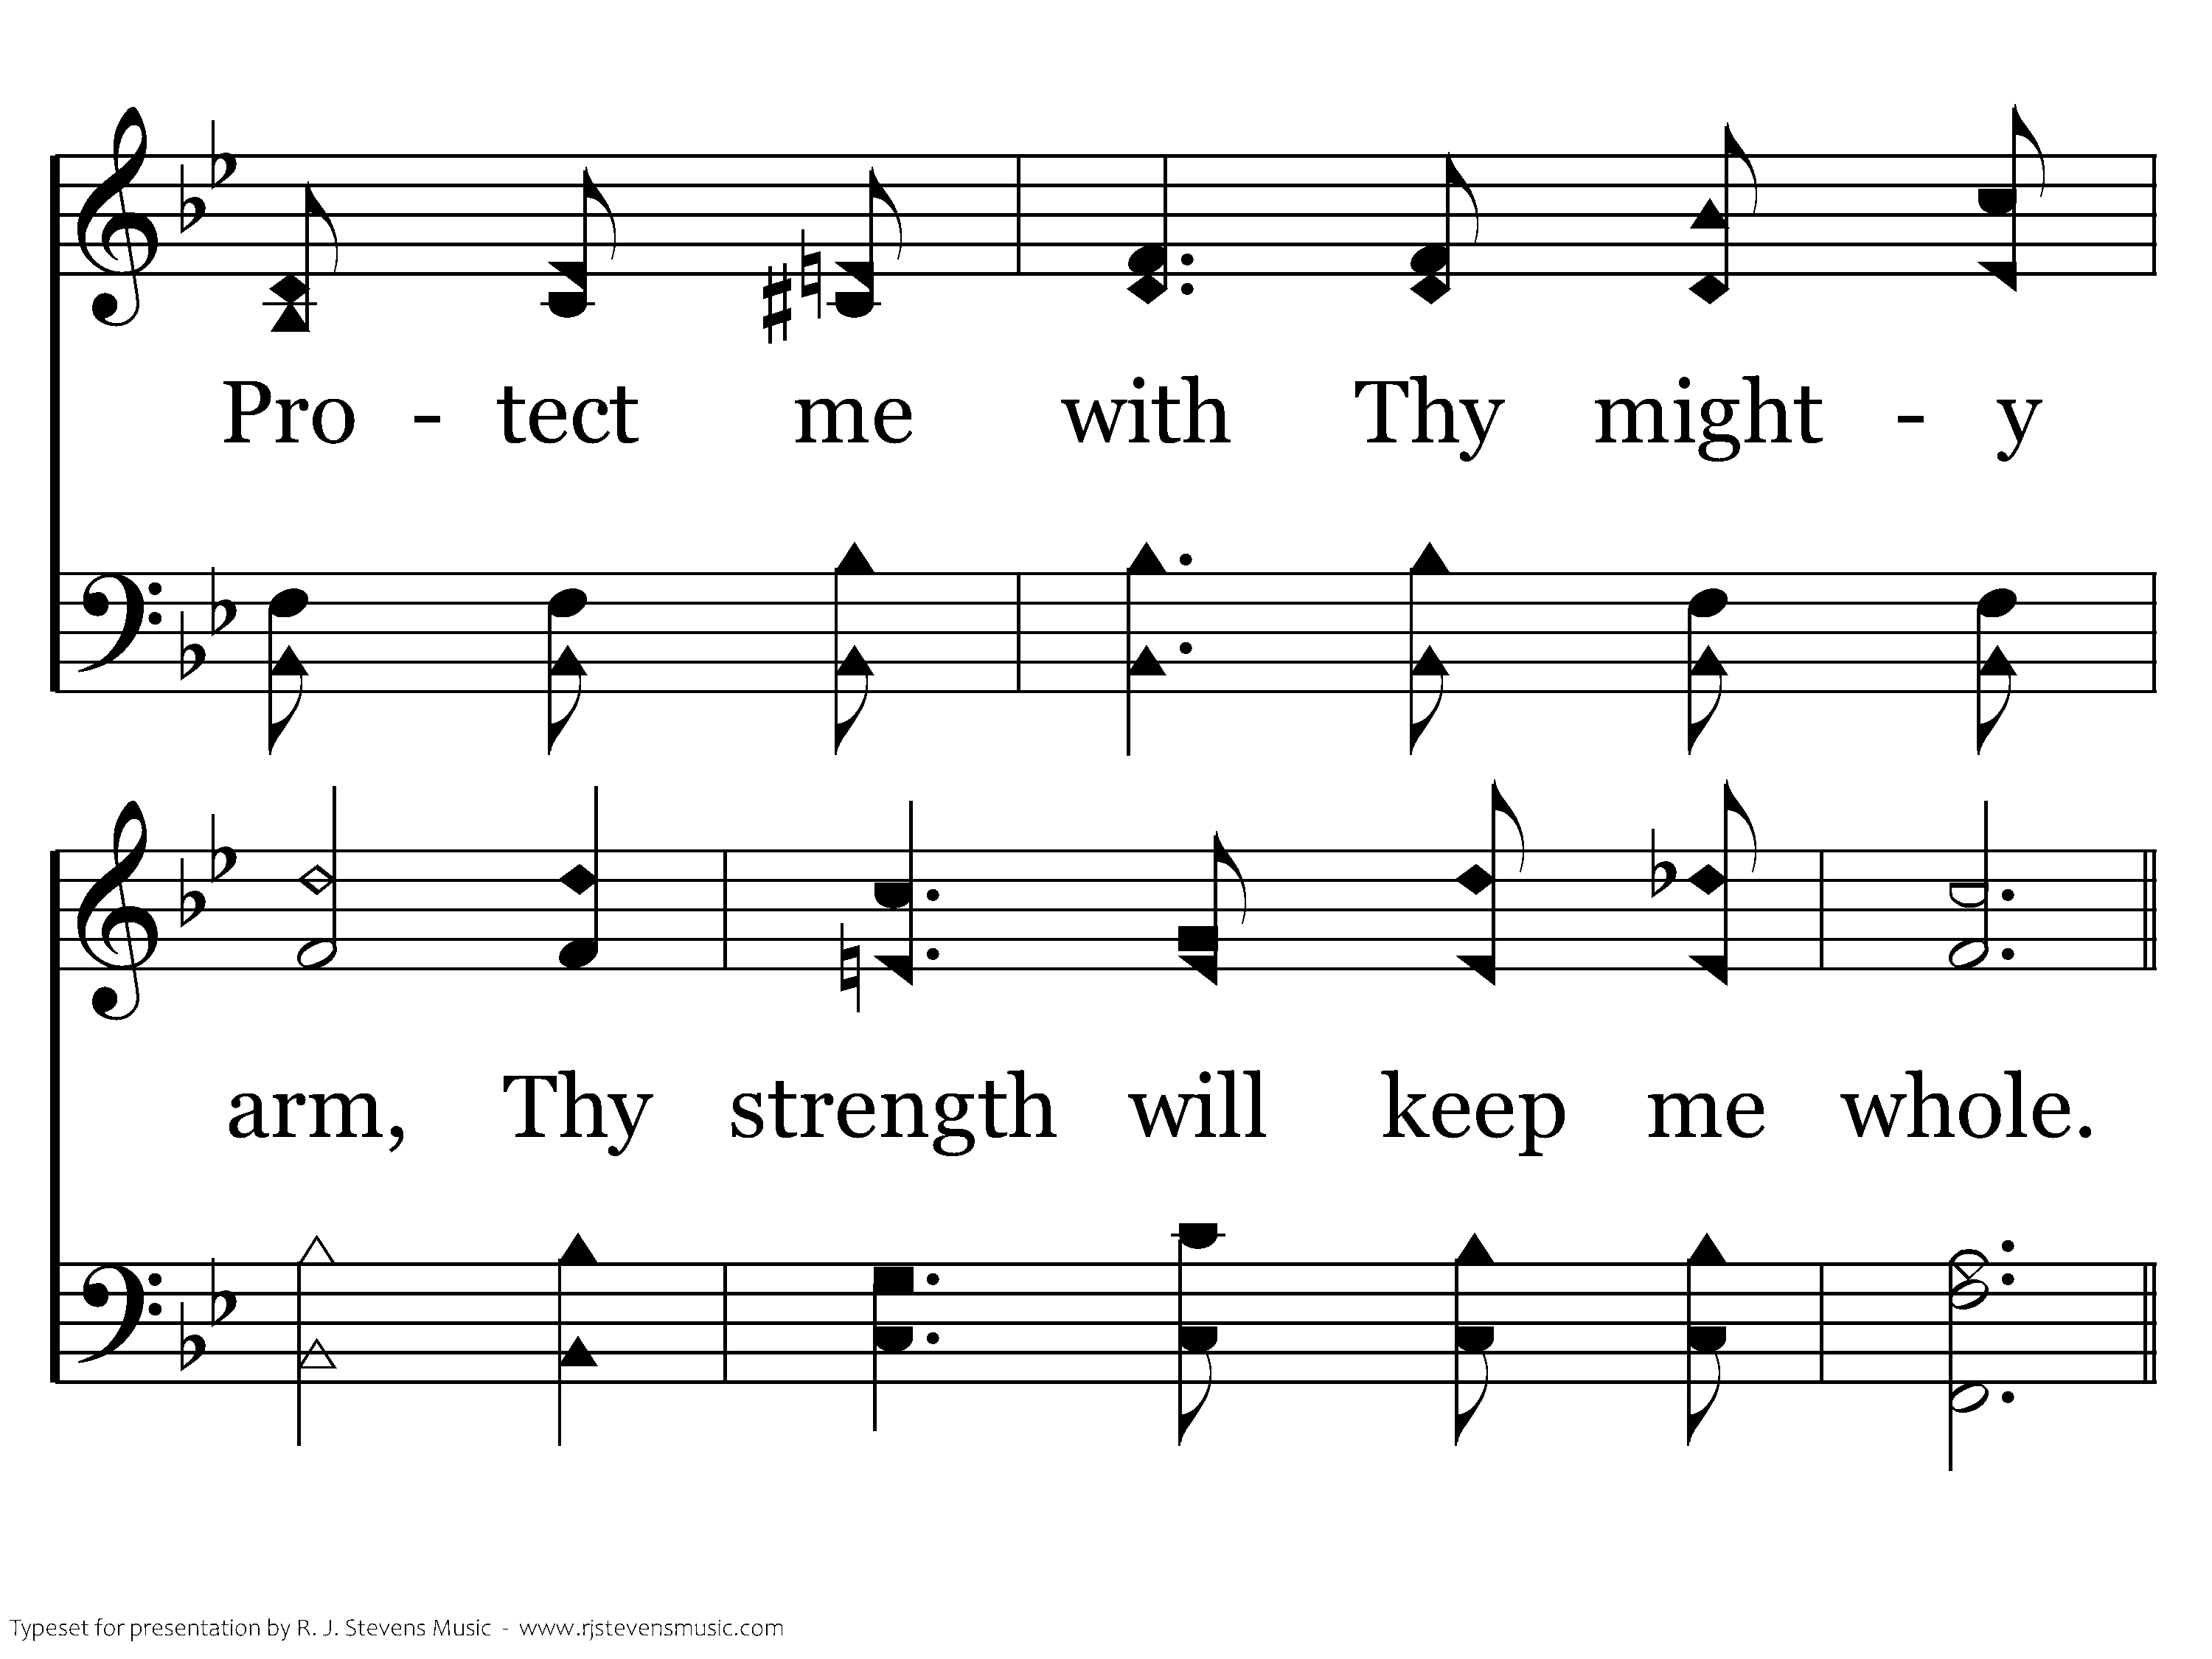 Pro - tect me with Thy might - y
arm, Thy strength will keep me whole.
Typeset for presentation by R. J. Stevens Music - www.rjstevensmusic.com